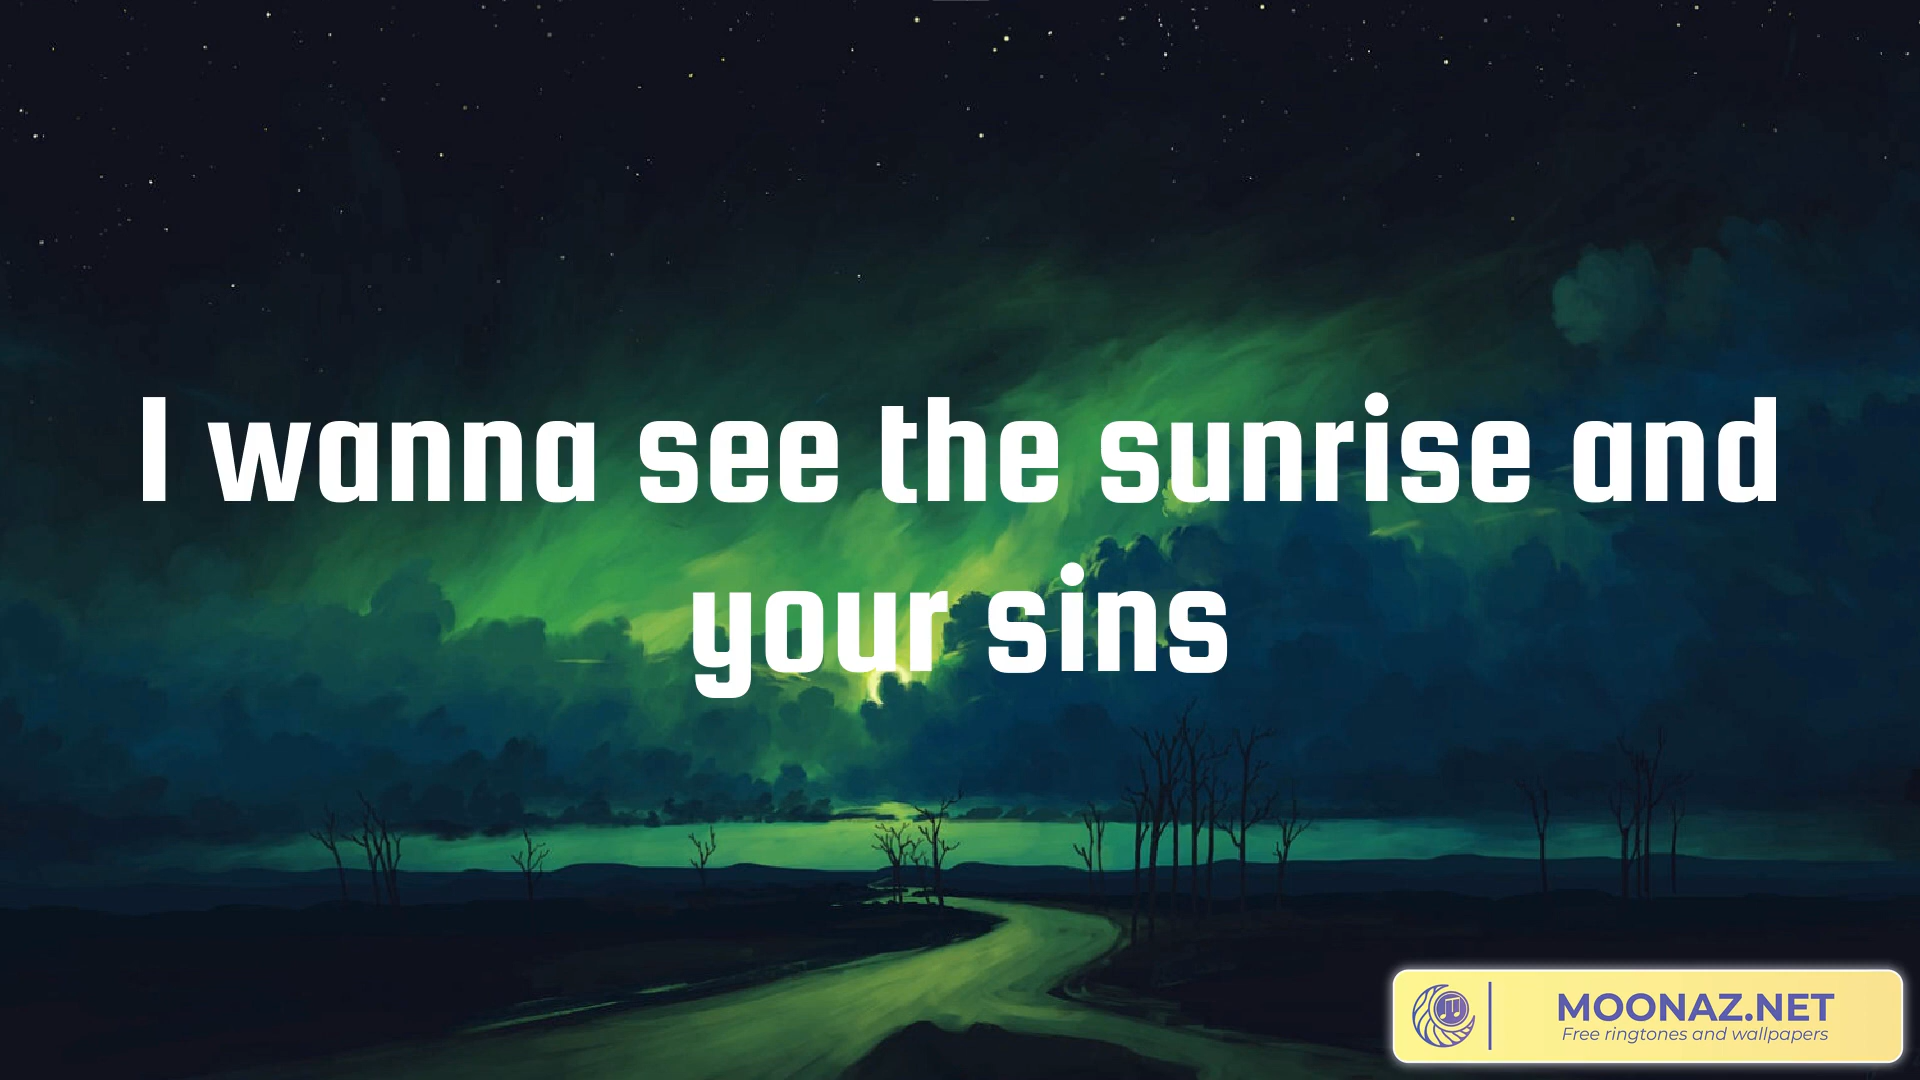 I wanna see the sunrise and
your sins
MOONAZ.NET
Free ringtones and wallpapers